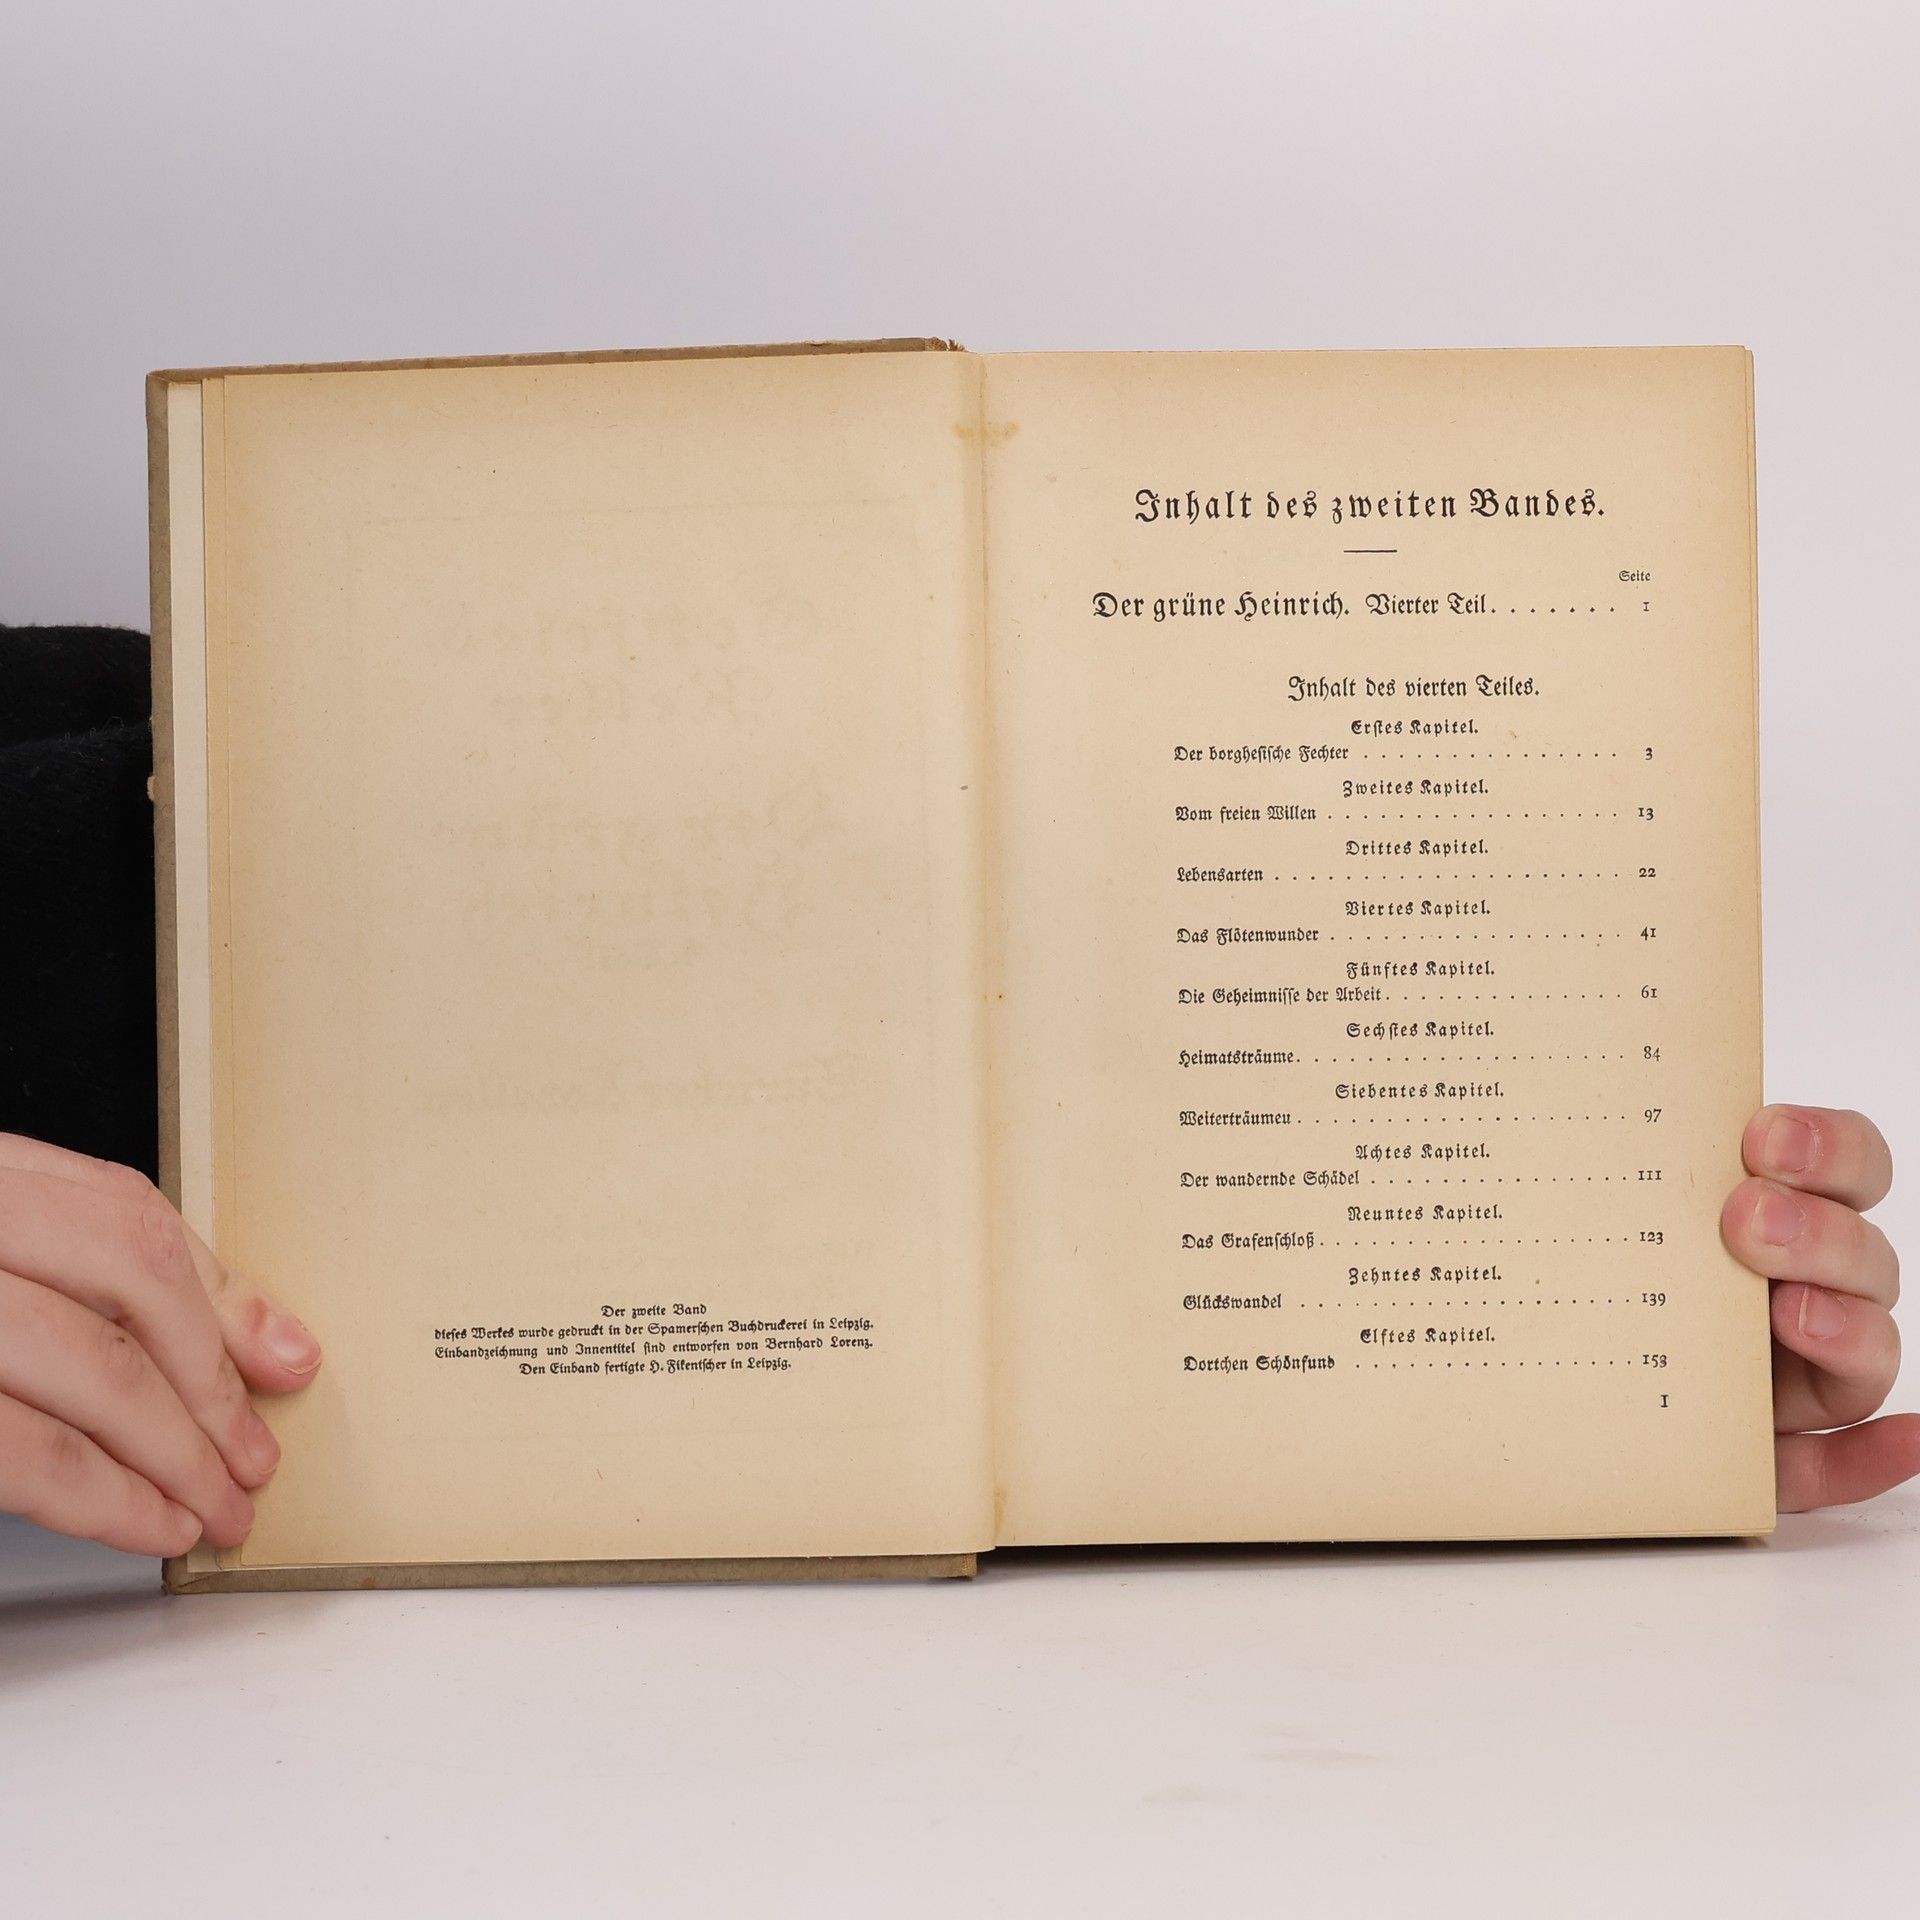 Der zweite Band
dieses Werkes wurde gedruckt in der Spamerschen Buchdruckerei in Leipzig.
Einbandzeichnung und Innentitel sind entworfen von Bernhard Lorenz.
Den Einband fertigte H. Fikentscher in Leipzig.
Inhalt des zweiten Bandes.
Seite
Der grüne Heinrich. Vierter Teil. . . . . . . 1
Inhalt des vierten Teiles.
Erstes Kapitel.
Der borghesische Fechter . . . . . . . . . . . . . . . 3
Zweites Kapitel.
Vom freien Willen . . . . . . . . . . . . . . . . . 13
Drittes Kapitel.
Lebensarten . . . . . . . . . . . . . . . . . . . . 22
Viertes Kapitel.
Das Flötenwunder . . . . . . . . . . . . . . . . . 41
Fünftes Kapitel.
Die Geheimnisse der Arbeit. . . . . . . . . . . . . . 61
Sechstes Kapitel.
Heimatsträume. . . . . . . . . . . . . . . . . . . 84
Siebentes Kapitel.
Weiterträumeu . . . . . . . . . . . . . . . . . . . 97
Achtes Kapitel.
Der wandernde Schädel . . . . . . . . . . . . . . . 111
Neuntes Kapitel.
Das Grafenschloß . . . . . . . . . . . . . . . . . . 123
Zehntes Kapitel.
Glückswandel . . . . . . . . . . . . . . . . . . . 139
Elftes Kapitel.
Dortchen Schönfund . . . . . . . . . . . . . . . . 153
I